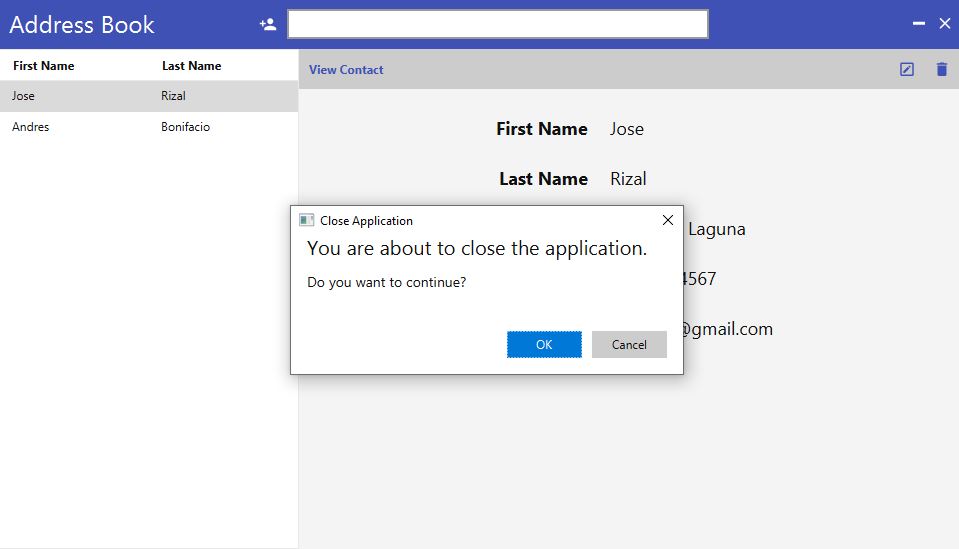 Address Book
First Name Last Name
Jose Rizal
Andres Bonifacio
View Contact
First Name Jose
Last Name Rizal
Laguna
4567
@gmail.com
Close Application
You are about to close the application.
Do you want to continue?
OK Cancel